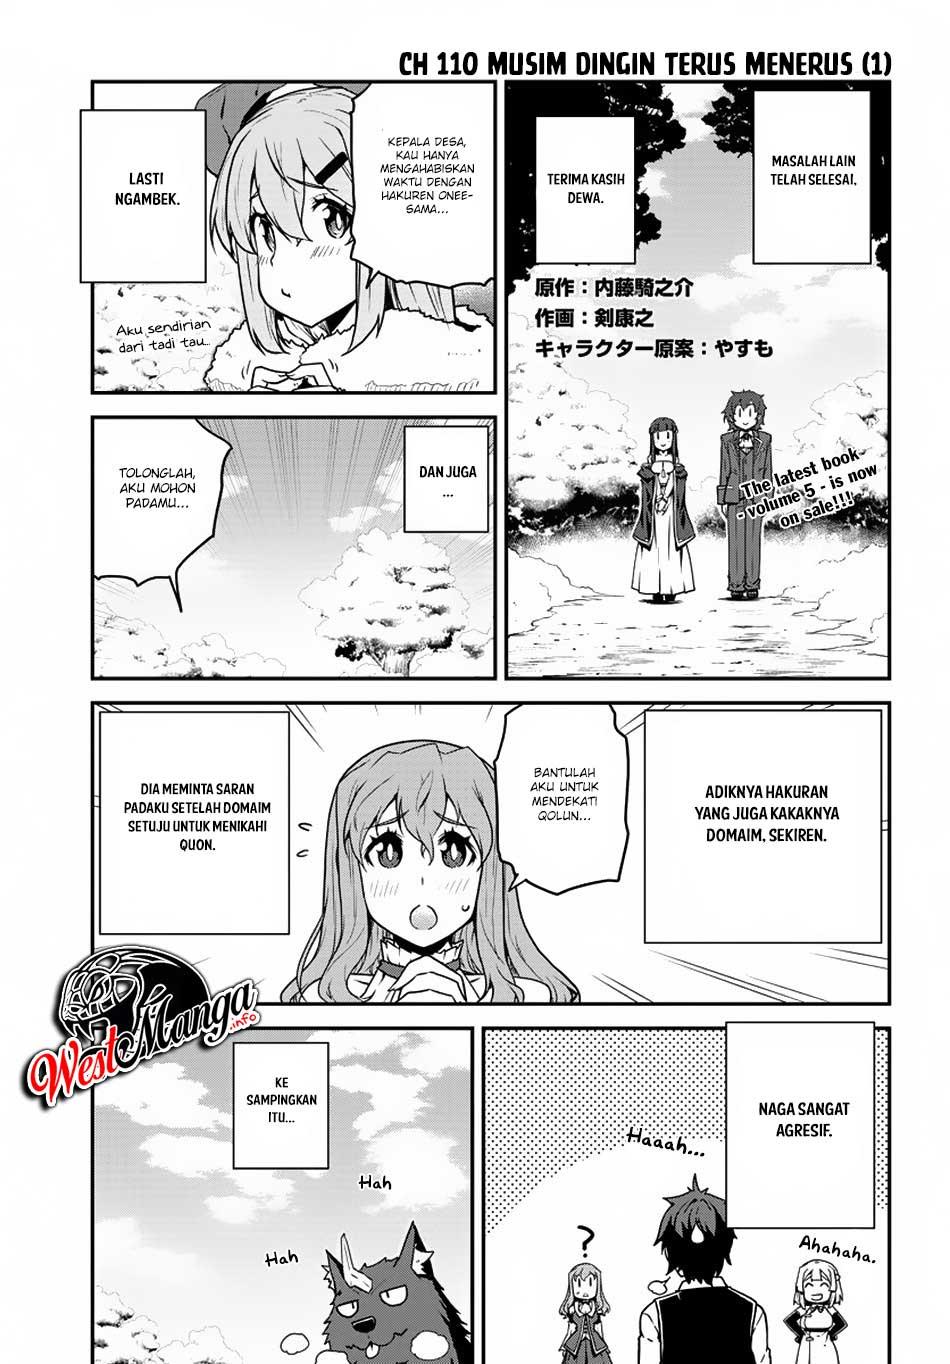 CH 110 MUSIM DINGIN TERUS MENERUS (1)
MASALAH LAIN
TELAH SELESAI.
TERIMA KASIH
DEWA.
原作：内藤騎之介
作画：剣康之
キャラクター原案：やすも
The latest book
- volume 5 - is now
on sale!!!
KEPALA DESA,
KAU HANYA
MENGAHABISKAN
WAKTU DENGAN
HAKUREN ONEE-
SAMA...
LASTI
NGAMBEK.
Aku sendirian
dari tadi tau...
DAN JUGA
...
TOLONGLAH,
AKU MOHON
PADAMU...
ADIKNYA HAKUREN
YANG JUGA KAKAKNYA
DOMAIM, SEKIREN.
BANTULAH
AKU UNTUK
MENDEKATI
QOLUN...
DIA MEMINTA SARAN
PADAKU SETELAH DOMAIM
SETUJU UNTUK MENIKAHI
QUON.
NAGA SANGAT
AGRESIF.
Haaah...
?
Ahahaha.
KE
SAMPINGKAN
ITU...
Hah
Hah
WestManga
.info